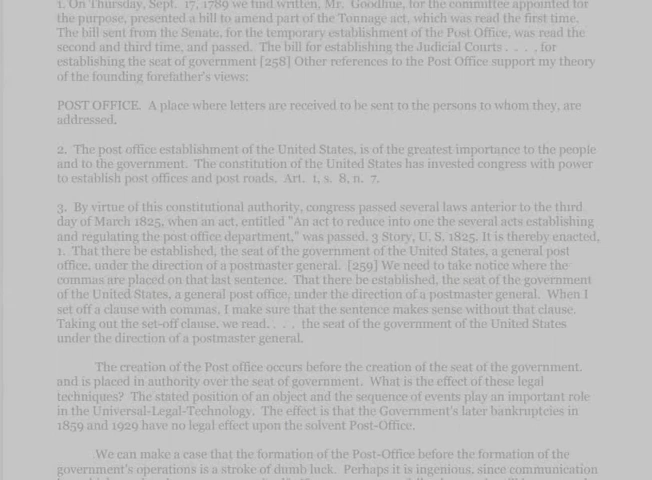 1. On Thursday, Sept. 17, 1789 we find written, Mr. Goodhue, for the committee appointed for
the purpose, presented a bill to amend part of the Tonnage act, which was read the first time.
The bill sent from the Senate, for the temporary establishment of the Post Office, was read the
second and third time, and passed. The bill for establishing the Judicial Courts . . . . for
establishing the seat of government [258] Other references to the Post Office support my theory
of the founding forefather's views;
POST OFFICE. A place where letters are received to be sent to the persons to whom they, are
addressed.
2. The post office establishment of the United States, is of the greatest importance to the people
and to the government. The constitution of the United States has invested congress with power
to establish post offices and post roads. Art. 1, s. 8, n. 7.
3. By virtue of this constitutional authority, congress passed several laws anterior to the third
day of March 1825, when an act, entitled "An act to reduce into one the several acts establishing
and regulating the post office department," was passed. 3 Story, U. S. 1825. It is thereby enacted,
1. That there be established, the seat of the government of the United States, a general post
office, under the direction of a postmaster general. [259] We need to take notice where the
commas are placed on that last sentence. That there be established, the seat of the government
of the United States, a general post office, under the direction of a postmaster general. When I
set off a clause with commas, I make sure that the sentence makes sense without that clause.
Taking out the set-off clause, we read. . . . the seat of the government of the United States
under the direction of a postmaster general.
The creation of the Post office occurs before the creation of the seat of the government.
and is placed in authority over the seat of government. What is the effect of these legal
techniques? The stated position of an object and the sequence of events play an important role
in the Universal-Legal-Technology. The effect is that the Government's later bankruptcies in
1859 and 1929 have no legal effect upon the solvent Post-Office.
We can make a case that the formation of the Post-Office before the formation of the
government's operations is a stroke of dumb luck. Perhaps it is ingenious, since communication